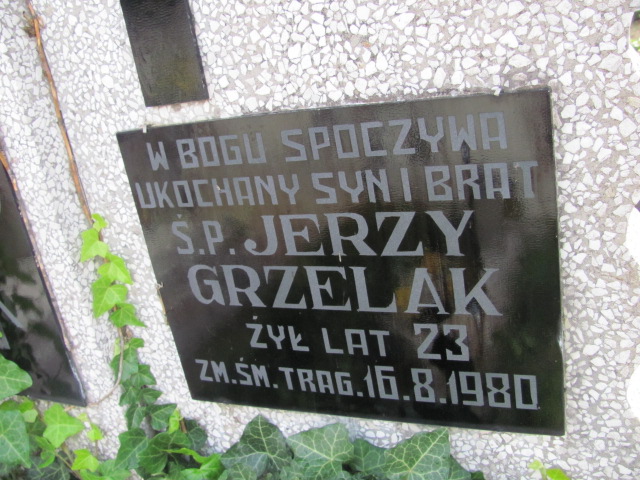 W BOGU SPOCZYWA
UKOCHANY SYN I BRAT
Ś.P. JERZY
GRZELAK
ŻYŁ LAT 23
ZM.ŚM.TRAG.16.8.1980